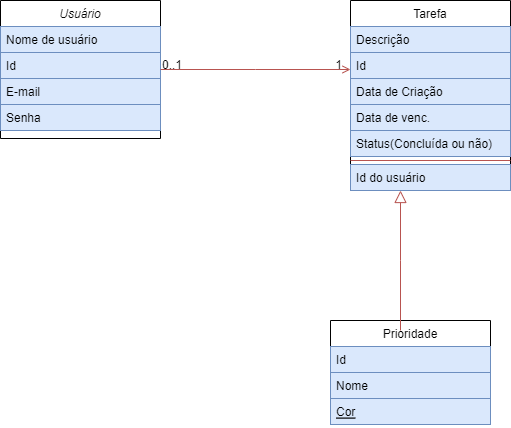 Usuário
Nome de usuário
Id
E-mail
Senha
0..1
1
Tarefa
Descrição
Id
Data de Criação
Data de venc.
Status(Concluída ou não)
Id do usuário
Prioridade
Id
Nome
Cor